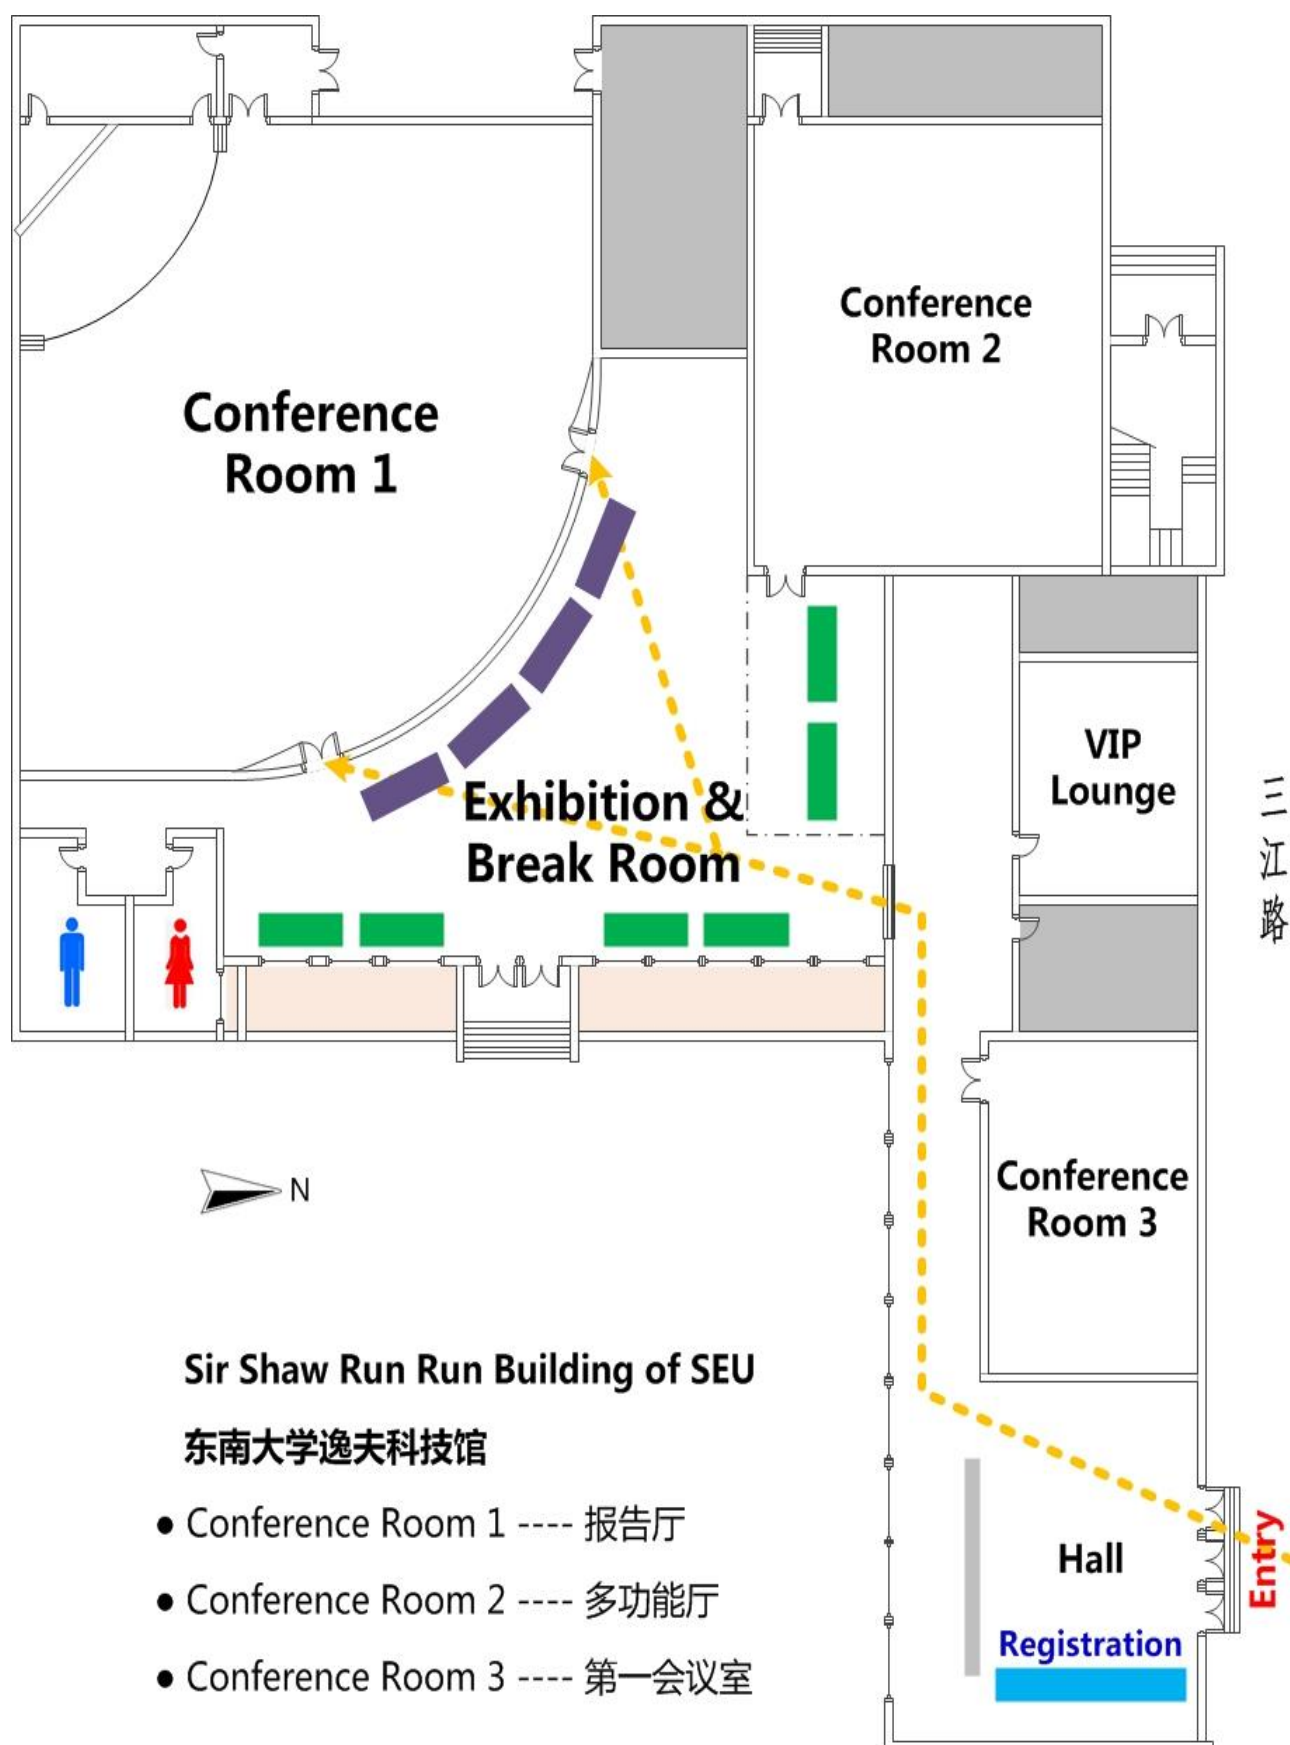 Conference
Room 1
Conference
Room 2
VIP
Lounge
三江路
Exhibition &
Break Room
N
Conference
Room 3
Sir Shaw Run Run Building of SEU
东南大学逸夫科技馆
● Conference Room 1 ---- 报告厅
● Conference Room 2 ---- 多功能厅
● Conference Room 3 ---- 第一会议室
Hall
Entry
Registration